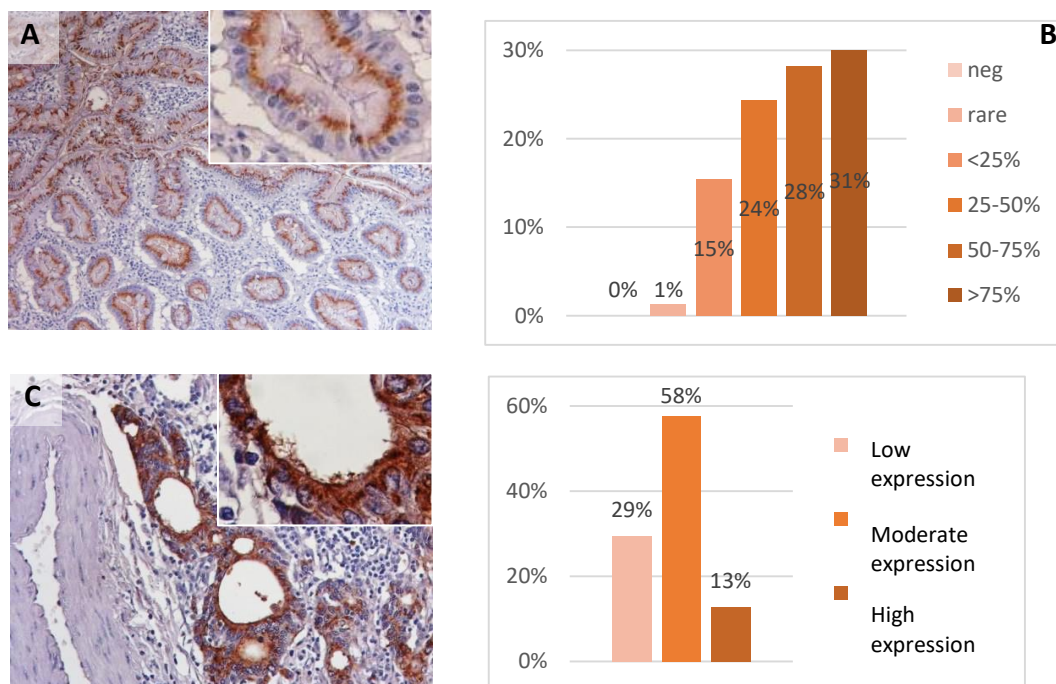 A
B
30%
20%
10%
0%
0%
1%
15%
24%
28%
31%
neg
rare
<25%
25-50%
50-75%
>75%
C
60%
40%
20%
0%
29%
58%
13%
Low
expression
Moderate
expression
High
expression